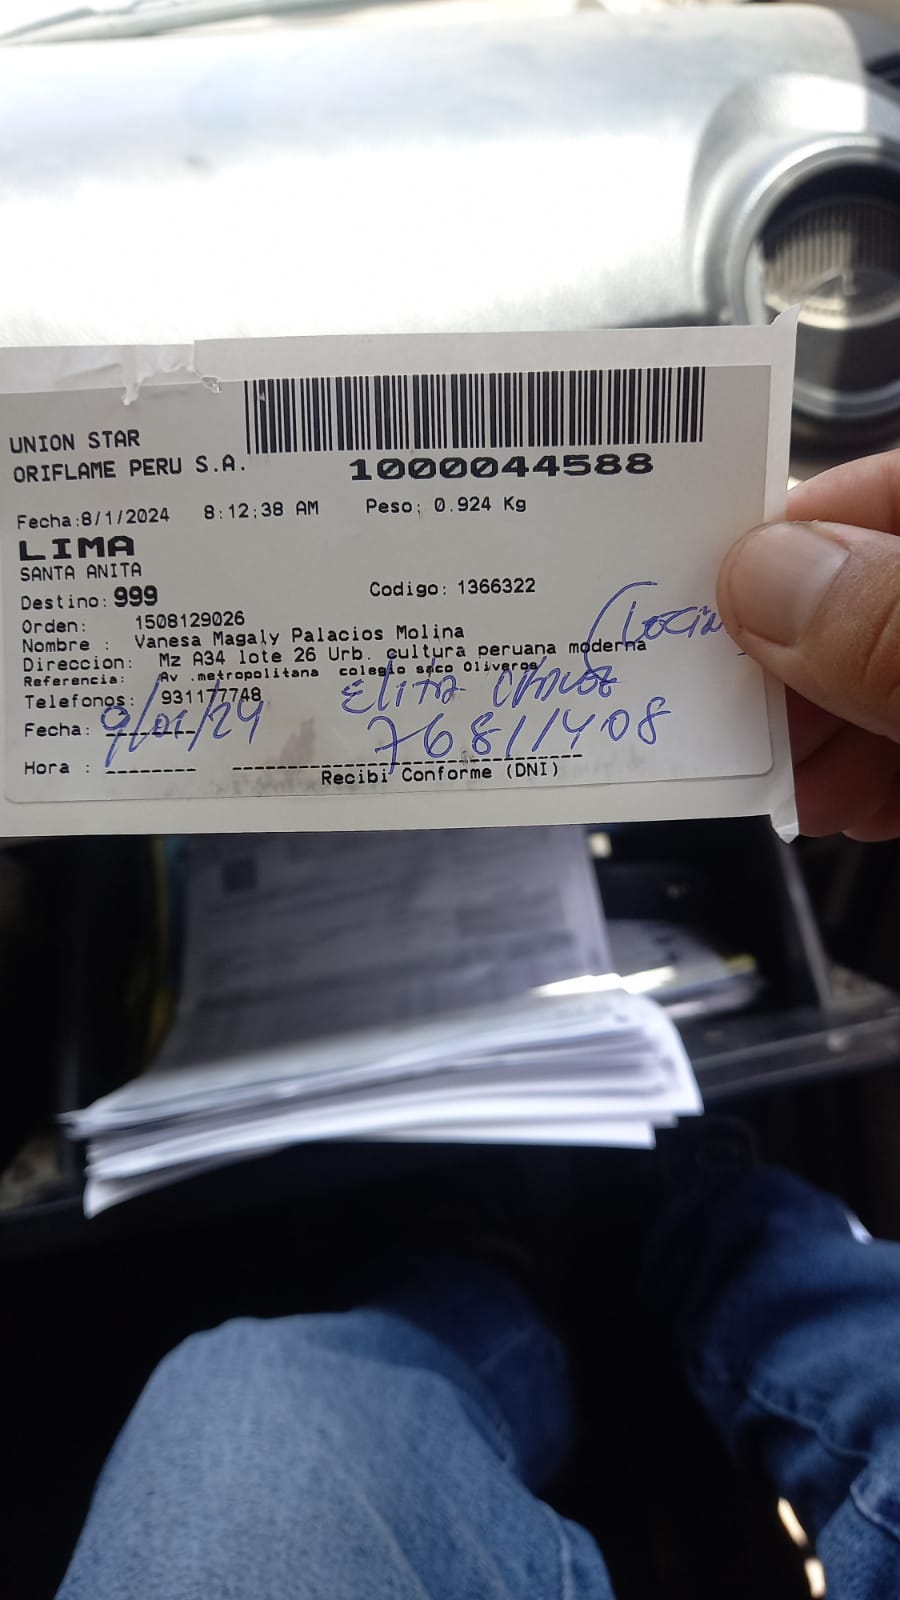 UNION STAR
ORIFLAME PERU S.A.
1000044588
Fecha:8/1/2024 8:12:38 AM Peso: 0.924 Kg
LIMA
SANTA ANITA
Destino: 999 Codigo: 1366322
Orden: 1508129026
Nombre : Vanesa Magaly Palacios Molina
Direccion: Mz A34 lote 26 Urb. cultura peruana moderna
Referencia: Av .metropolitana colegio saco Oliveros
Telefonos: 931177748
Elita
Fecha: 9/01/24 76811408
Hora :
Recibi Conforme (DNI)